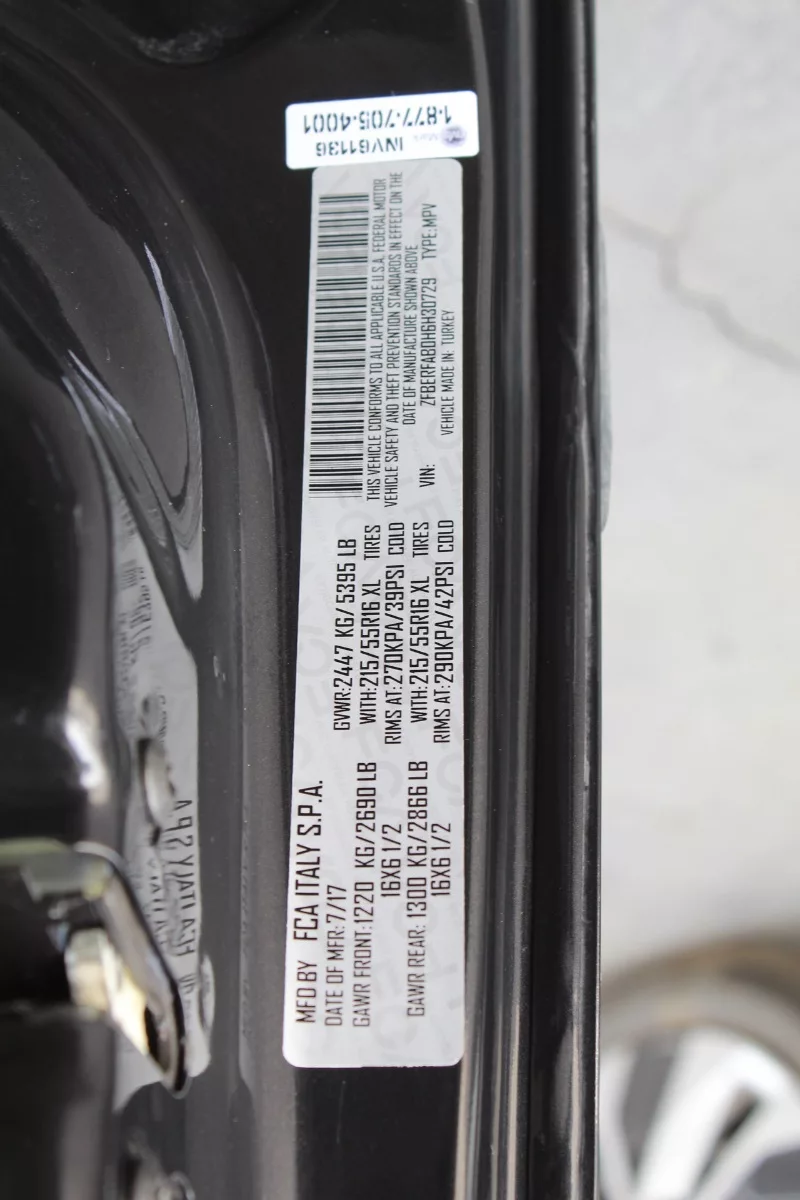 INV61136
1-877-705-4001
MFD BY FCA ITALY S.P.A.
DATE OF MFR: 7/17 GVWR:2447 KG/ 5395 LB
GAWR FRONT:1220 KG/2690 LB WITH:215/55R16 XL TIRES
16X6 1/2 RIMS AT:270KPA/39PSI COLD
GAWR REAR: 1300 KG/2866 LB WITH:215/55R16 XL TIRES
16X6 1/2 RIMS AT:290KPA/42PSI COLD
THIS VEHICLE CONFORMS TO ALL APPLICABLE U.S.A. FEDERAL MOTOR
VEHICLE SAFETY AND THEFT PREVENTION STANDARDS IN EFFECT ON THE
DATE OF MANUFACTURE SHOWN ABOVE
VIN: ZFBERFAB0H6H30729 TYPE:MPV
VEHICLE MADE IN: TURKEY